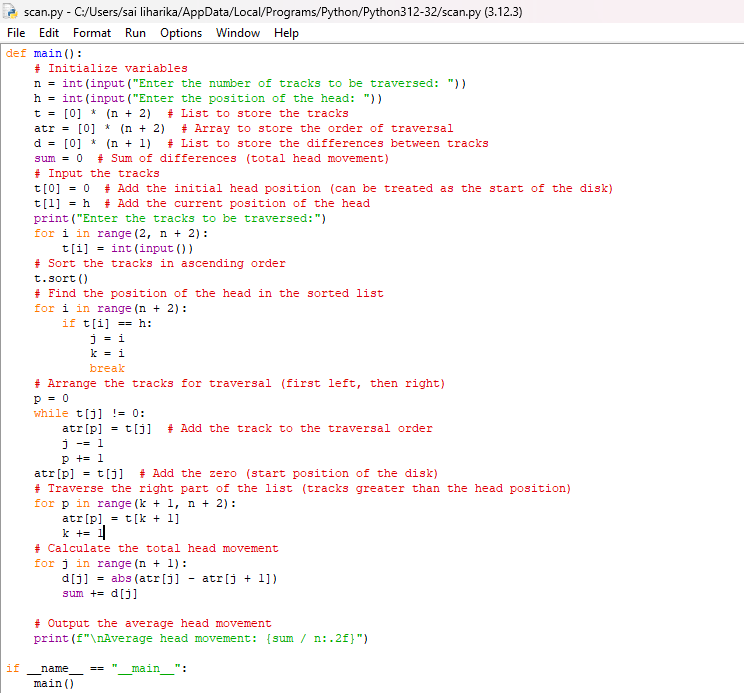 scan.py - C:/Users/sai liharika/AppData/Local/Programs/Python/Python312-32/scan.py (3.12.3)
File Edit Format Run Options Window Help
def main():
    # Initialize variables
    n = int(input("Enter the number of tracks to be traversed: "))
    h = int(input("Enter the position of the head: "))
    t = [0] * (n + 2)  # List to store the tracks
    atr = [0] * (n + 2)  # Array to store the order of traversal
    d = [0] * (n + 1)  # List to store the differences between tracks
    sum = 0  # Sum of differences (total head movement)
    # Input the tracks
    t[0] = 0  # Add the initial head position (can be treated as the start of the disk)
    t[1] = h  # Add the current position of the head
    print("Enter the tracks to be traversed:")
    for i in range(2, n + 2):
        t[i] = int(input())
    # Sort the tracks in ascending order
    t.sort()
    # Find the position of the head in the sorted list
    for i in range(n + 2):
        if t[i] == h:
            j = i
            k = i
            break
    # Arrange the tracks for traversal (first left, then right)
    p = 0
    while t[j] != 0:
        atr[p] = t[j]  # Add the track to the traversal order
        j -= 1
        p += 1
    atr[p] = t[j]  # Add the zero (start position of the disk)
    # Traverse the right part of the list (tracks greater than the head position)
    for p in range(k + 1, n + 2):
        atr[p] = t[k + 1]
        k += 1
    # Calculate the total head movement
    for j in range(n + 1):
        d[j] = abs(atr[j] - atr[j + 1])
        sum += d[j]
    # Output the average head movement
    print(f"\nAverage head movement: {sum / n:.2f}")
if __name__ == "__main__":
    main()